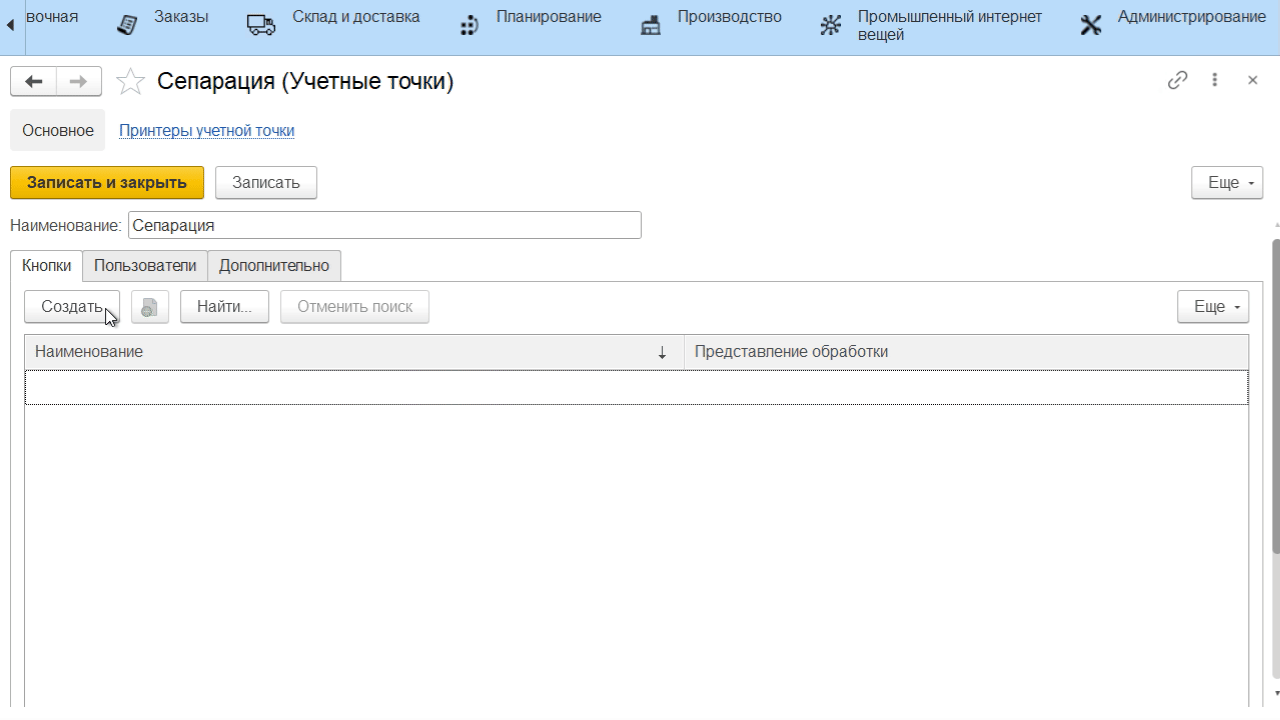 вочная
Заказы
Склад и доставка
Планирование
Производство
Промышленный интернет
вещей
Администрирование
Сепарация (Учетные точки)
Основное
Принтеры учетной точки
Записать и закрыть
Записать
Еще
Наименование:
Сепарация
Кнопки
Пользователи
Дополнительно
Создать
Найти...
Отменить поиск
Еще
Наименование
Представление обработки